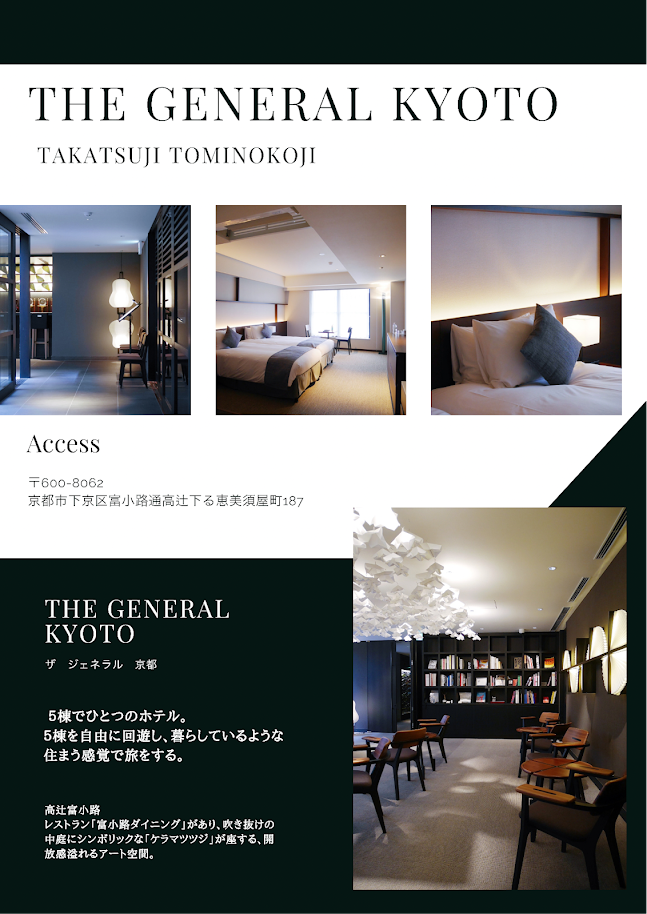 THE GENERAL KYOTO
TAKATSUJI TOMINOKOJI
Access
〒600-8062
京都市下京区富小路通高辻下る恵美須屋町187
THE GENERAL
KYOTO
ザ　ジェネラル　京都
5棟でひとつのホテル。
5棟を自由に回遊し、暮らしているような
住まう感覚で旅をする。
高辻富小路
レストラン「富小路ダイニング」があり、吹き抜けの
中庭にシンボリックな「ケラマツツジ」が座する、開
放感溢れるアート空間。